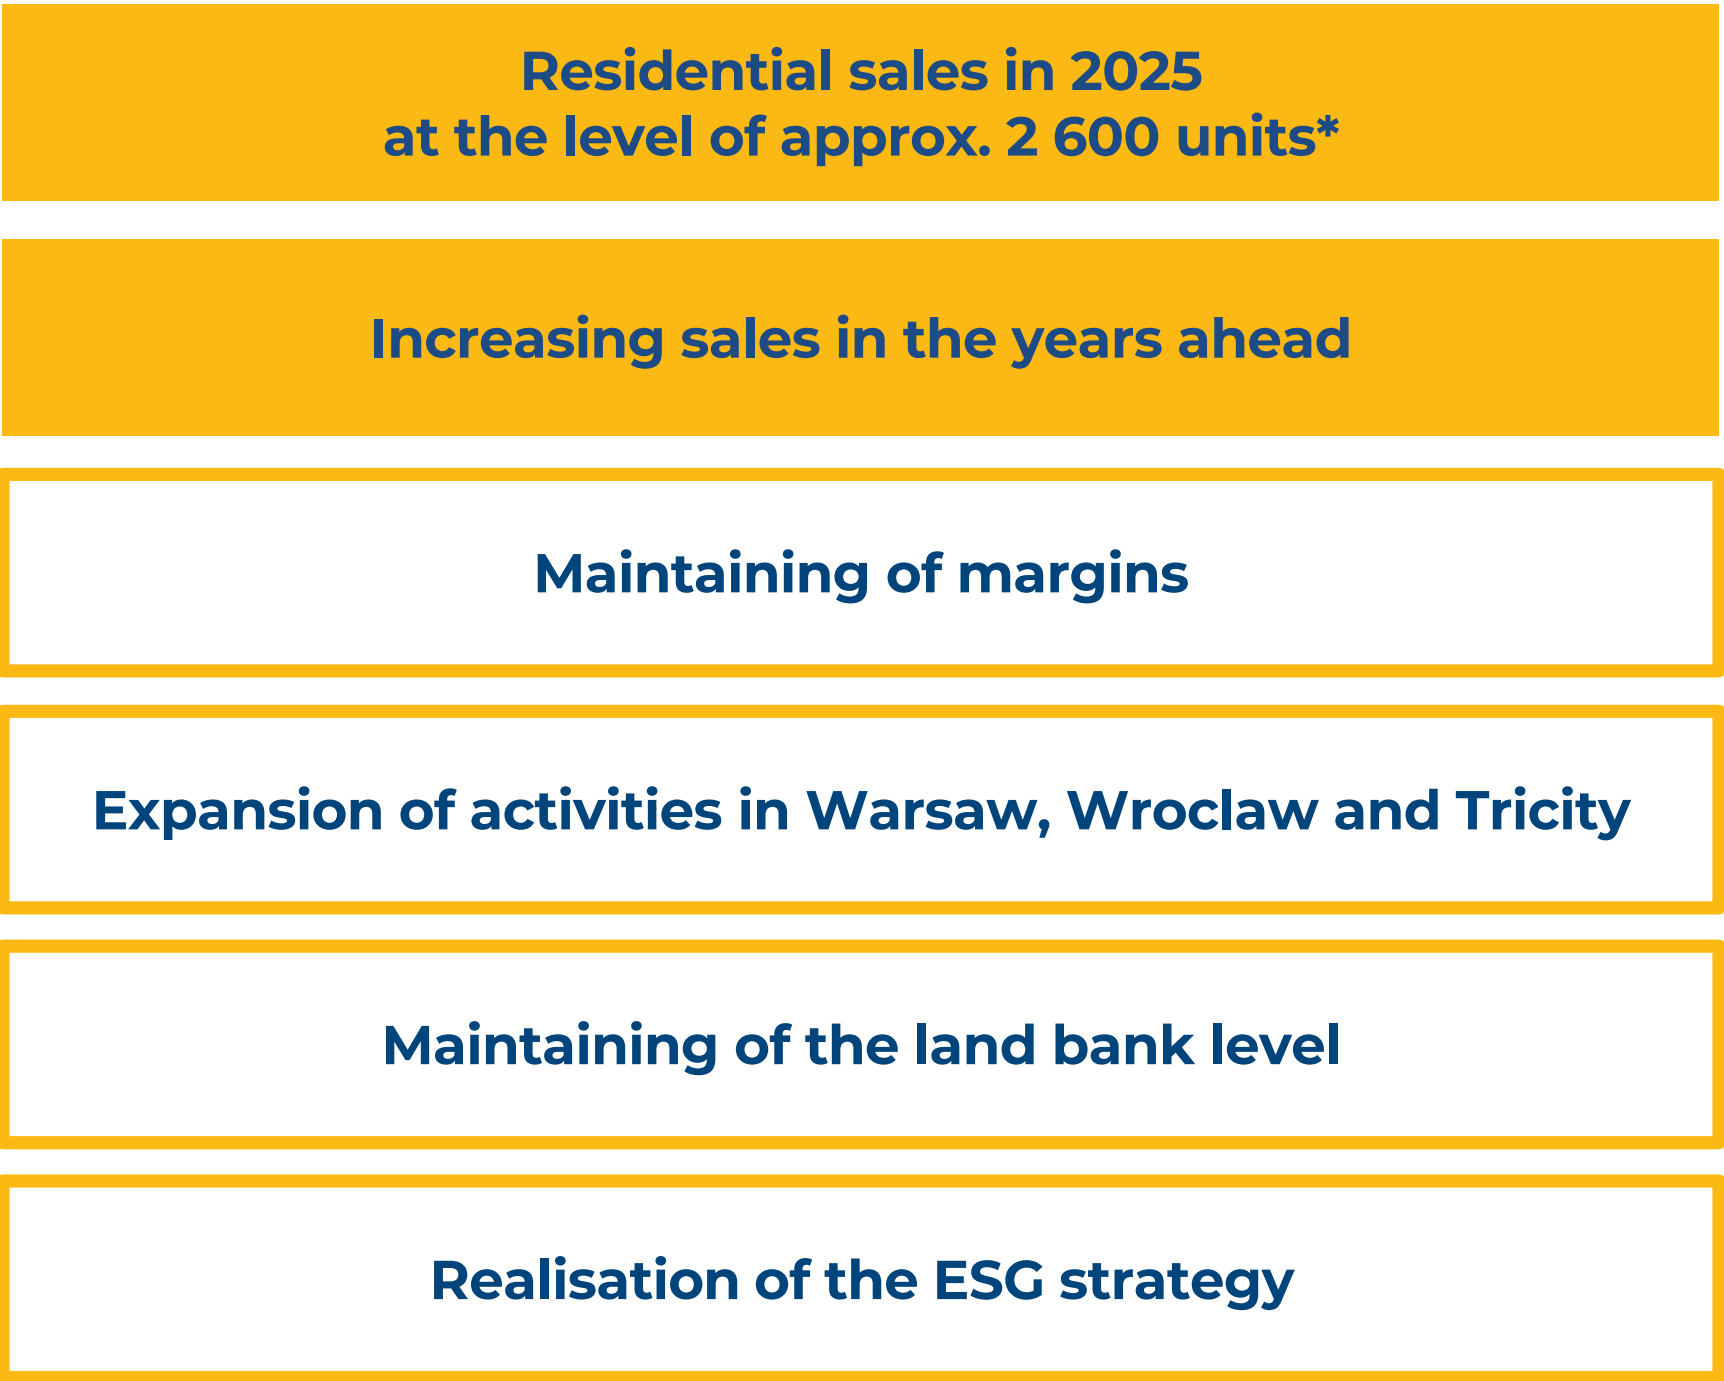 Residential sales in 2025
at the level of approx. 2 600 units*
Increasing sales in the years ahead
Maintaining of margins
Expansion of activities in Warsaw, Wroclaw and Tricity
Maintaining of the land bank level
Realisation of the ESG strategy